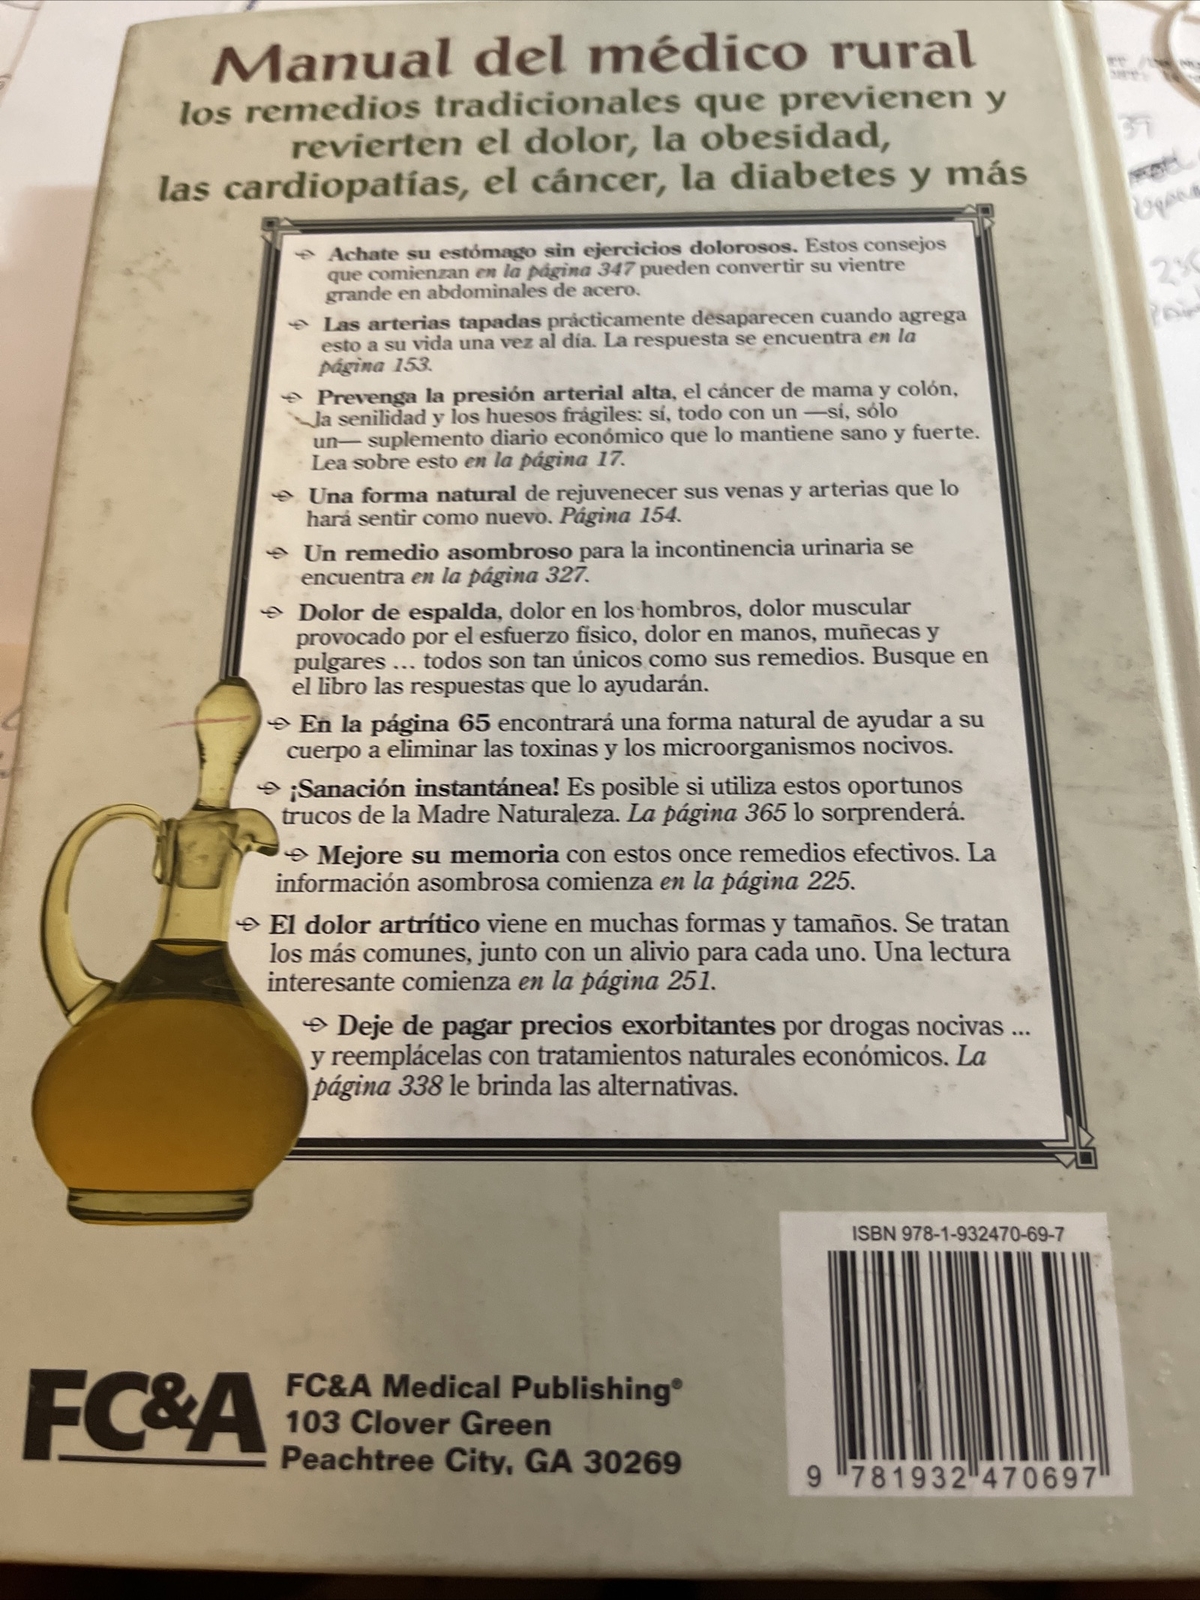 Manual del médico rural
los remedios tradicionales que previenen y
revierten el dolor, la obesidad,
las cardiopatías, el cáncer, la diabetes y más
Achate su estómago sin ejercicios dolorosos. Estos consejos
que comienzan en la página 347 pueden convertir su vientre
grande en abdominales de acero.
Las arterias tapadas prácticamente desaparecen cuando agrega
esto a su vida una vez al día. La respuesta se encuentra en la
página 153.
Prevenga la presión arterial alta, el cáncer de mama y colón,
la senilidad y los huesos frágiles: sí, todo con un —sí, sólo
un— suplemento diario económico que lo mantiene sano y fuerte.
Lea sobre esto en la página 17.
Una forma natural de rejuvenecer sus venas y arterias que lo
hará sentir como nuevo. Página 154.
Un remedio asombroso para la incontinencia urinaria se
encuentra en la página 327.
Dolor de espalda, dolor en los hombros, dolor muscular
provocado por el esfuerzo físico, dolor en manos, muñecas y
pulgares ... todos son tan únicos como sus remedios. Busque en
el libro las respuestas que lo ayudarán.
En la página 65 encontrará una forma natural de ayudar a su
cuerpo a eliminar las toxinas y los microorganismos nocivos.
¡Sanación instantánea! Es posible si utiliza estos oportunos
trucos de la Madre Naturaleza. La página 365 lo sorprenderá.
Mejore su memoria con estos once remedios efectivos. La
información asombrosa comienza en la página 225.
El dolor artrítico viene en muchas formas y tamaños. Se tratan
los más comunes, junto con un alivio para cada uno. Una lectura
interesante comienza en la página 251.
Deje de pagar precios exorbitantes por drogas nocivas ...
y reemplácelas con tratamientos naturales económicos. La
página 338 le brinda las alternativas.
ISBN 978-1-932470-69-7
9 781932 470697
FC&A
FC&A Medical Publishing®
103 Clover Green
Peachtree City, GA 30269
39